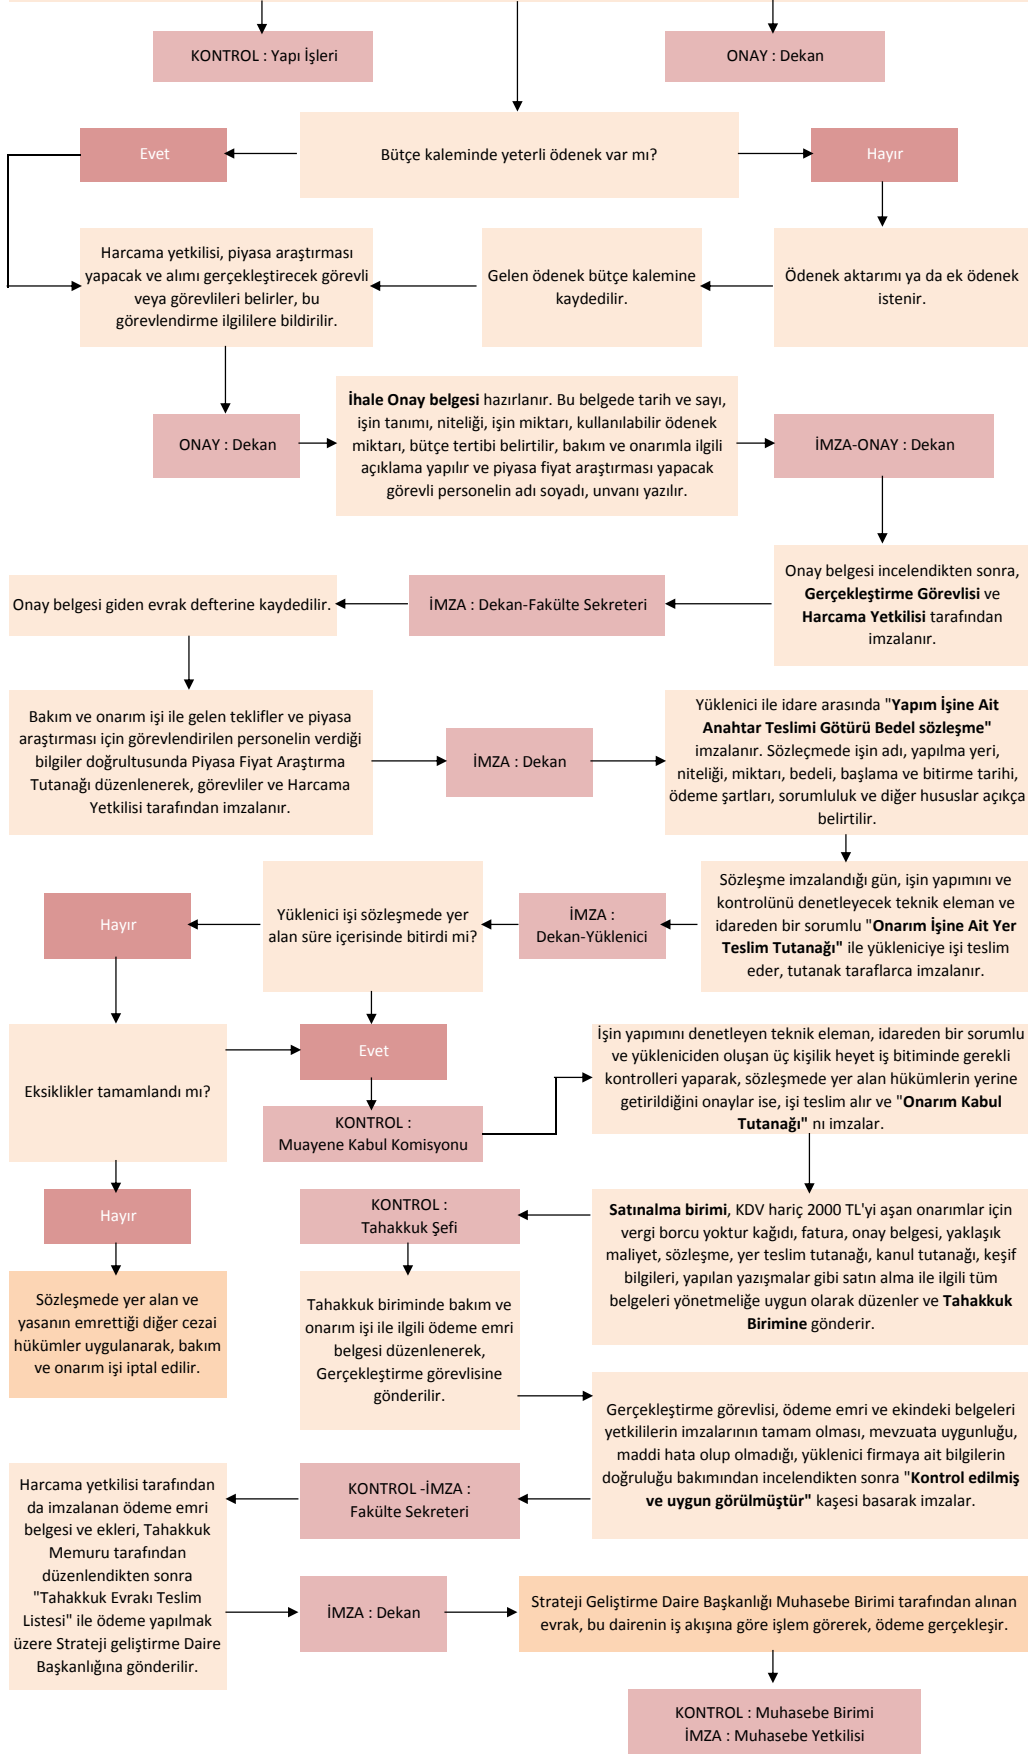 KONTROL : Yapı İşleri
ONAY : Dekan
Evet
Bütçe kaleminde yeterli ödenek var mı?
Hayır
Harcama yetkilisi, piyasa araştırması
yapacak ve alımı gerçekleştirecek görevli
veya görevlileri belirler, bu
görevlendirme ilgililere bildirilir.
Gelen ödenek bütçe kalemine
kaydedilir.
Ödenek aktarımı ya da ek ödenek
istenir.
ONAY : Dekan
İhale Onay belgesi hazırlanır. Bu belgede tarih ve sayı,
işin tanımı, niteliği, işin miktarı, kullanılabilir ödenek
miktarı, bütçe tertibi belirtilir, bakım ve onarımla ilgili
açıklama yapılır ve piyasa fiyat araştırması yapacak
görevli personelin adı soyadı, unvanı yazılır.
İMZA-ONAY : Dekan
Onay belgesi incelendikten sonra,
Gerçekleştirme Görevlisi ve
Harcama Yetkilisi tarafından
imzalanır.
İMZA : Dekan-Fakülte Sekreteri
Onay belgesi giden evrak defterine kaydedilir.
Bakım ve onarım işi ile gelen teklifler ve piyasa
araştırması için görevlendirilen personelin verdiği
bilgiler doğrultusunda Piyasa Fiyat Araştırma
Tutanağı düzenlenerek, görevliler ve Harcama
Yetkilisi tarafından imzalanır.
İMZA : Dekan
Yüklenici ile idare arasında "Yapım İşine Ait
Anahtar Teslimi Götürü Bedel sözleşme"
imzalanır. Sözleşmede işin adı, yapılma yeri,
niteliği, miktarı, bedeli, başlama ve bitirme tarihi,
ödeme şartları, sorumluluk ve diğer hususlar açıkça
belirtilir.
Sözleşme imzalandığı gün, işin yapımını ve
kontrolünü denetleyecek teknik eleman ve
idareden bir sorumlu "Onarım İşine Ait Yer
Teslim Tutanağı" ile yükleniciye işi teslim
eder, tutanak taraflarca imzalanır.
İMZA :
Dekan-Yüklenici
Yüklenici işi sözleşmede yer
alan süre içerisinde bitirdi mi?
Hayır
Eksiklikler tamamlandı mı?
Evet
KONTROL :
Muayene Kabul Komisyonu
İşin yapımını denetleyen teknik eleman, idareden bir sorumlu
ve yükleniciden oluşan üç kişilik heyet iş bitiminde gerekli
kontrolleri yaparak, sözleşmede yer alan hükümlerin yerine
getirildiğini onaylar ise, işi teslim alır ve "Onarım Kabul
Tutanağı" nı imzalar.
Hayır
KONTROL :
Tahakkuk Şefi
Satınalma birimi, KDV hariç 2000 TL'yi aşan onarımlar için
vergi borcu yoktur kağıdı, fatura, onay belgesi, yaklaşık
maliyet, sözleşme, yer teslim tutanağı, kanul tutanağı, keşif
bilgileri, yapılan yazışmalar gibi satın alma ile ilgili tüm
belgeleri yönetmeliğe uygun olarak düzenler ve Tahakkuk
Birimine gönderir.
Sözleşmede yer alan ve
yasanın emrettiği diğer cezai
hükümler uygulanarak, bakım
ve onarım işi iptal edilir.
Tahakkuk biriminde bakım ve
onarım işi ile ilgili ödeme emri
belgesi düzenlenerek,
Gerçekleştirme görevlisine
gönderilir.
Gerçekleştirme görevlisi, ödeme emri ve ekindeki belgeleri
yetkililerin imzalarının tamam olması, mevzuata uygunluğu,
maddi hata olup olmadığı, yüklenici firmaya ait bilgilerin
doğruluğu bakımından incelendikten sonra "Kontrol edilmiş
ve uygun görülmüştür" kaşesi basarak imzalar.
KONTROL -İMZA :
Fakülte Sekreteri
Harcama yetkilisi tarafından
da imzalanan ödeme emri
belgesi ve ekleri, Tahakkuk
Memuru tarafından
düzenlendikten sonra
"Tahakkuk Evrakı Teslim
Listesi" ile ödeme yapılmak
üzere Strateji geliştirme Daire
Başkanlığına gönderilir.
İMZA : Dekan
Strateji Geliştirme Daire Başkanlığı Muhasebe Birimi tarafından alınan
evrak, bu dairenin iş akışına göre işlem görerek, ödeme gerçekleşir.
KONTROL : Muhasebe Birimi
İMZA : Muhasebe Yetkilisi